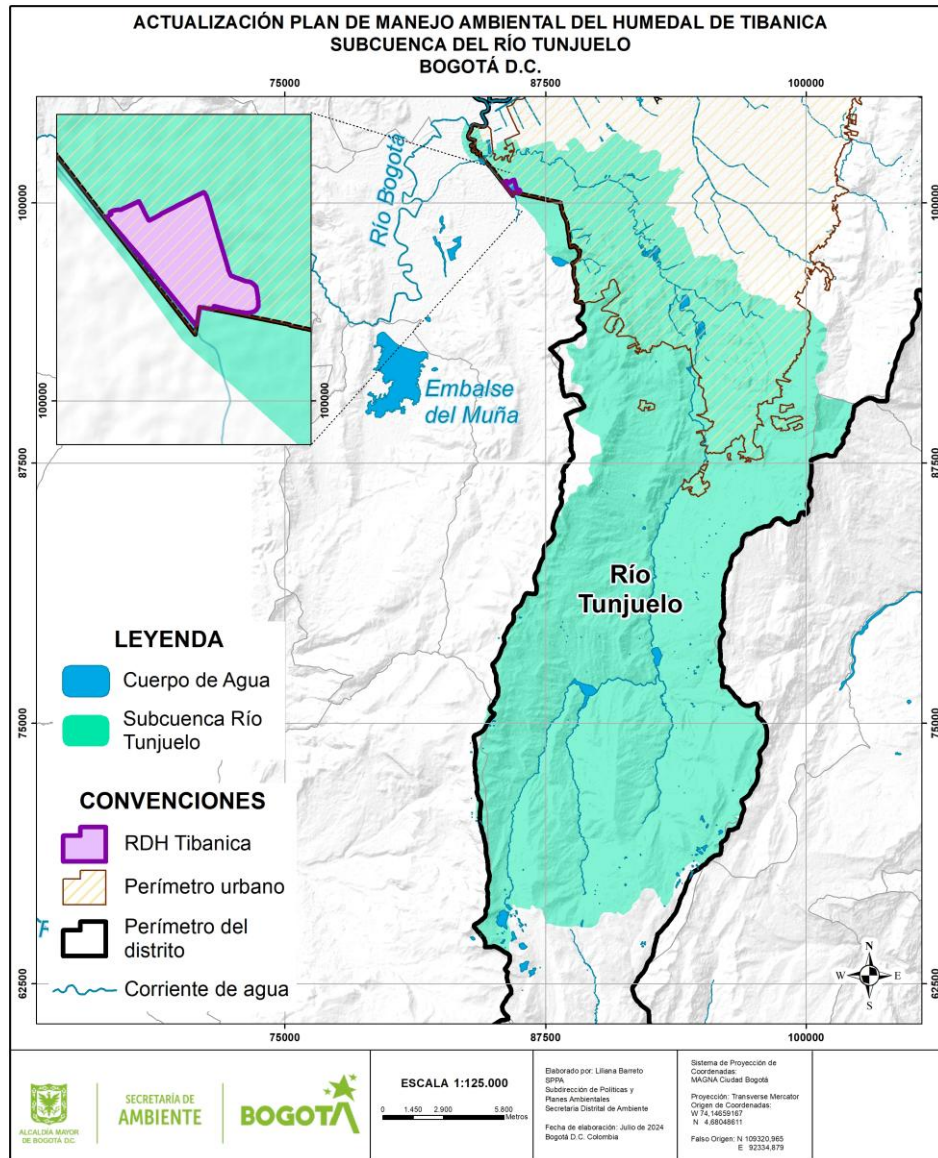 ACTUALIZACIÓN PLAN DE MANEJO AMBIENTAL DEL HUMEDAL DE TIBANICA
SUBCUENCA DEL RÍO TUNJUELO
BOGOTÁ D.C.
75000
87500
100000
100000
100000
100000
Río Bogotá
Embalse
del Muña
87500
87500
Río
Tunjuelo
LEYENDA
Cuerpo de Agua
Subcuenca Río
Tunjuelo
75000
75000
CONVENCIONES
RDH Tibanica
Perímetro urbano
Perímetro del
distrito
Corriente de agua
N
W
E
S
62500
62500
75000
87500
100000
ALCALDÍA MAYOR
DE BOGOTÁ D.C.
SECRETARÍA DE
AMBIENTE
BOGOTÁ
ESCALA 1:125.000
0 1.450 2.900 5.800
Metros
Elaborado por: Liliana Barreto
SPPA
Subdirección de Políticas y
Planes Ambientales
Secretaria Distrital de Ambiente
Fecha de elaboración: Julio de 2024
Bogotá D.C. Colombia
Sistema de Proyección de
Coordenadas:
MAGNA Ciudad Bogotá
Proyección: Transverse Mercator
Origen de Coordenadas:
W 74,14659167
N 4,68048611
Falso Origen: N 109320,965
E 92334,879